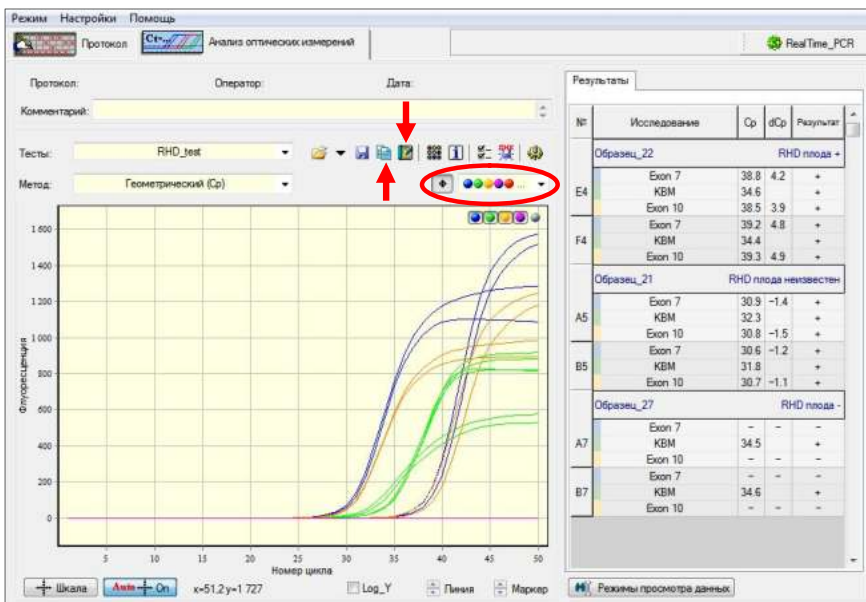 Режим Настройки Помощь
Протокол Ct=... Анализ оптических измерений RealTime_PCR
Протокол: Оператор: Дата:
Комментарий:
Тесты: RHD_test
Метод: Геометрический (Cp) ...
Флуоресценция
1 600
1 400
1 200
1 000
800
600
400
200
0
5 10 15 20 25 30 35 40 45 50
Номер цикла
Шкала Auto On x=51,2 y=1 727 Log_Y Линия Маркер
Результаты
№ Исследование Cp dCp Результат
Образец_22 RHD плода +
E4
Exon 7 38.8 4.2 +
КВМ 34.6 +
Exon 10 38.5 3.9 +
F4
Exon 7 39.2 4.8 +
КВМ 34.4 +
Exon 10 39.3 4.9 +
Образец_21 RHD плода неизвестен
A5
Exon 7 30.9 -1.4 +
КВМ 32.3 +
Exon 10 30.8 -1.5 +
B5
Exon 7 30.6 -1.2 +
КВМ 31.8 +
Exon 10 30.7 -1.1 +
Образец_27 RHD плода -
A7
Exon 7 - - -
КВМ 34.5 +
Exon 10 - - -
B7
Exon 7 - - -
КВМ 34.6 +
Exon 10 - - -
Режимы просмотра данных